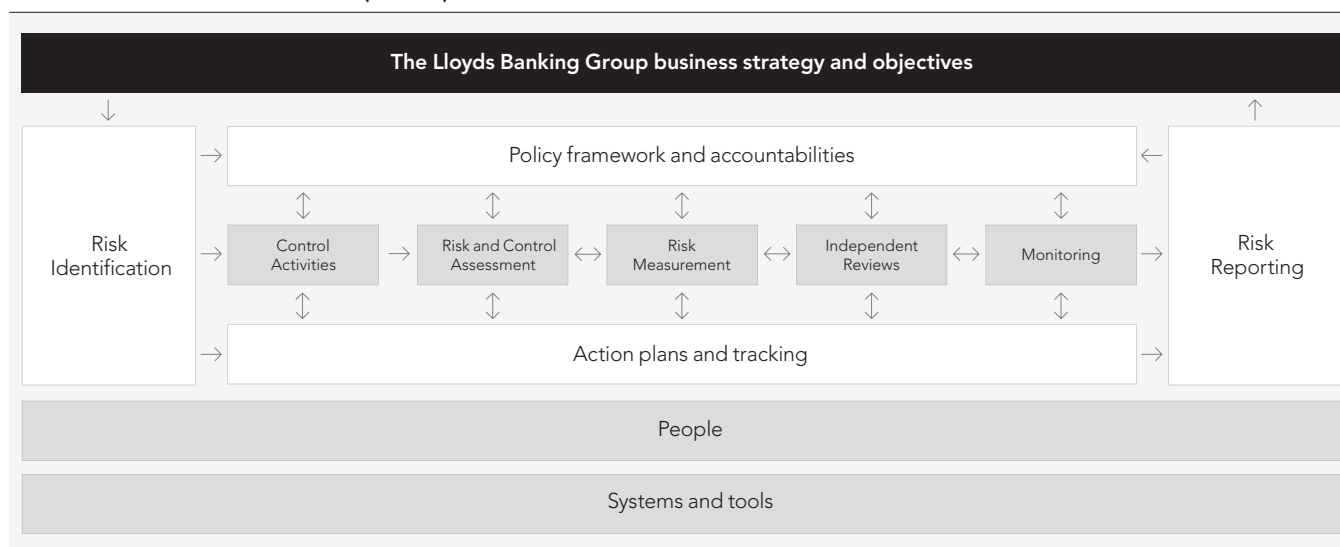 The Lloyds Banking Group business strategy and objectives
Policy framework and accountabilities
Risk
Identification
Control
Activities
Risk and Control
Assessment
Risk
Measurement
Independent
Reviews
Monitoring
Risk
Reporting
Action plans and tracking
People
Systems and tools